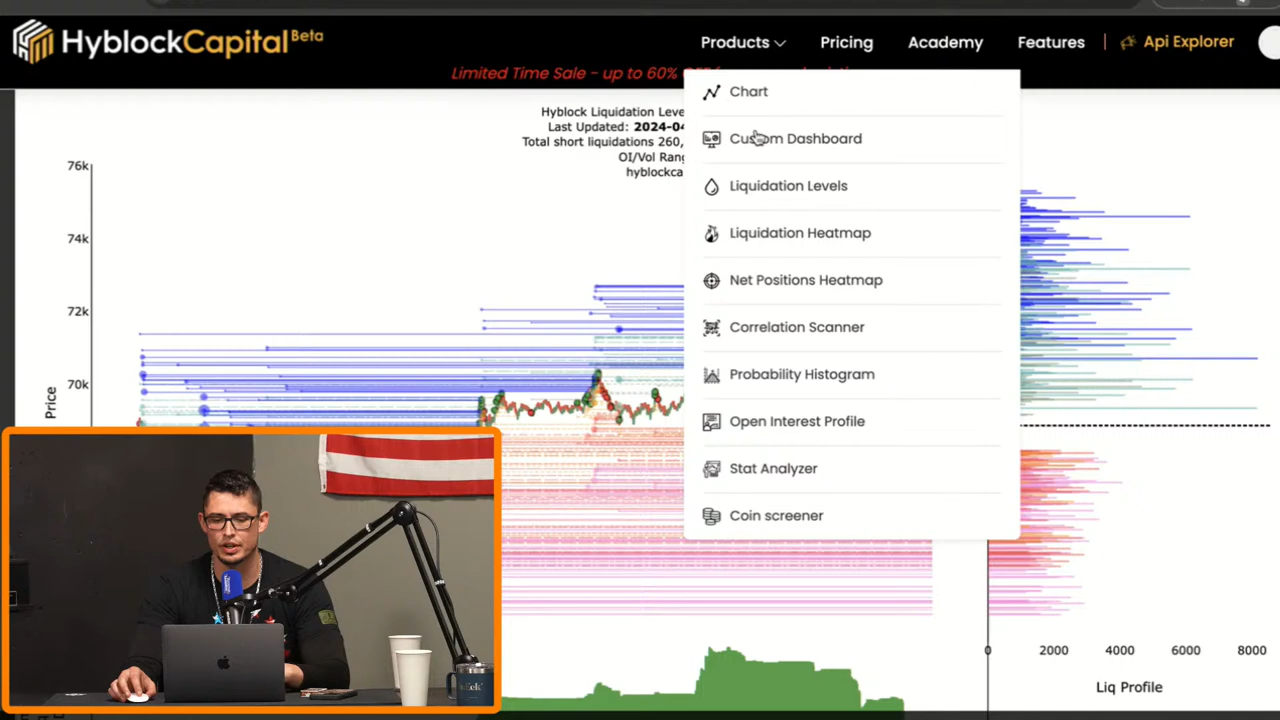 HyblockCapital Beta
Products
Pricing
Academy
Features
Api Explorer
Limited Time Sale - up to 60%
Chart
Custom Dashboard
Liquidation Levels
Liquidation Heatmap
Net Positions Heatmap
Correlation Scanner
Probability Histogram
Open Interest Profile
Stat Analyzer
Coin screener
Hyblock Liquidation Leve
Last Updated: 2024-04
Total short liquidations 260,
OI/Vol Rang
hyblockca
76k
74k
72k
70k
Price
0 2000 4000 6000 8000
Liq Profile